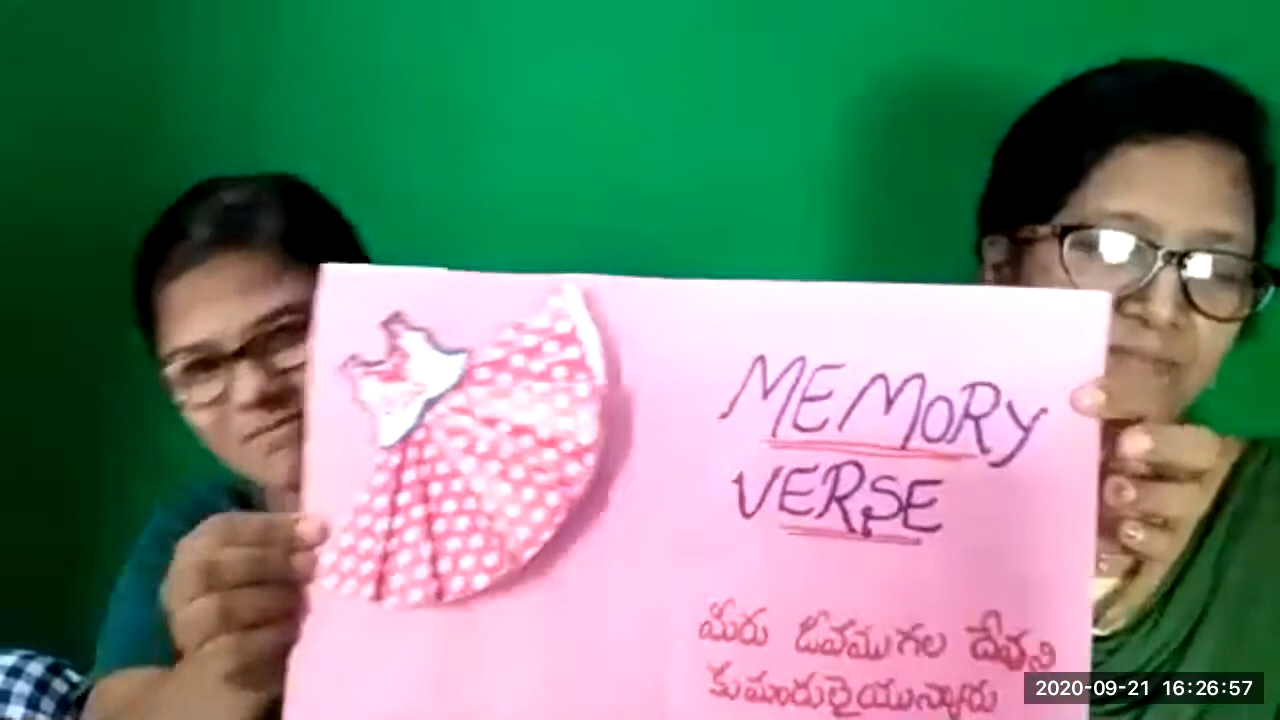 MEMORY
VERSE
మీరు జీవముగల దేవుని
కుమారులైయున్నారు
2020-09-21 16:26:57